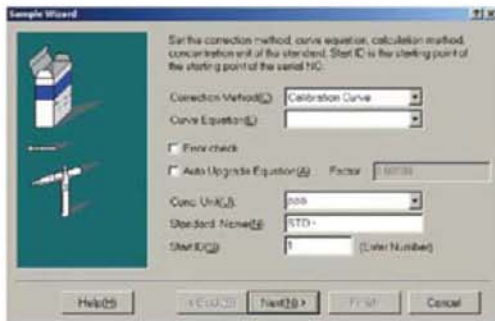 Sample Wizard
Set the correction method, curve equation, calculation method,
concentration unit of the standard. Start ID is the starting point of
the starting point of the serial NO.
Correction Method(C) Calibration Curve
Curve Equation(E)
Error check
Auto Upgrade Equation(A) Factor
Conc. Unit(U) ppb
Standard Name(N) STD-
Start ID(S) 1 (Enter Number)
Help(H) < Back(B) Next(N) > Finish Cancel